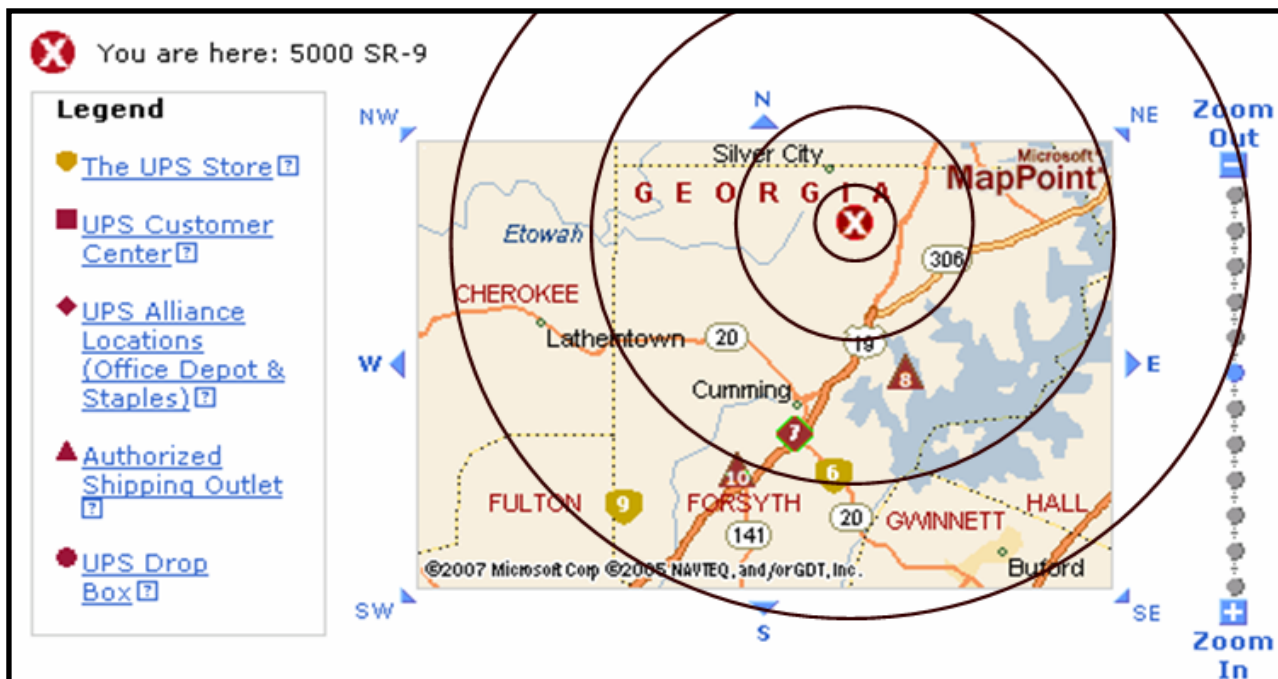 X You are here: 5000 SR-9
Legend
The UPS Store ?
UPS Customer
Center ?
UPS Alliance
Locations
(Office Depot &
Staples) ?
Authorized
Shipping Outlet
?
UPS Drop
Box ?
NW
N
NE
Silver City
Microsoft®
MapPoint®
GEORGIA
X
Etowah
306
CHEROKEE
Lathemtown
20
19
W
E
8
Cumming
7
10
6
FULTON
9
FORSYTH
HALL
20
GWINNETT
141
Buford
©2007 Microsoft Corp ©2005 NAVTEQ, and/or GDT, Inc.
SW
S
SE
Zoom
Out
Zoom
In